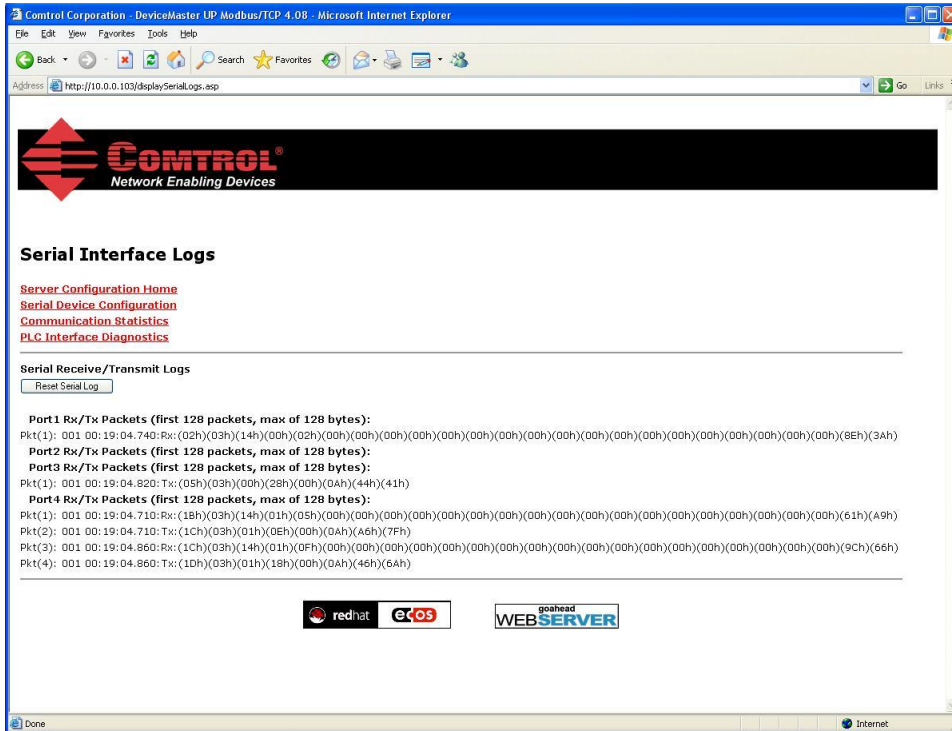 Comtrol Corporation - DeviceMaster UP Modbus/TCP 4.08 - Microsoft Internet Explorer
File Edit View Favorites Tools Help
Back Search Favorites
Address http://10.0.0.103/displaySerialLogs.asp Go Links
COMTROL®
Network Enabling Devices
Serial Interface Logs
Server Configuration Home
Serial Device Configuration
Communication Statistics
PLC Interface Diagnostics
Serial Receive/Transmit Logs
Reset Serial Log
Port1 Rx/Tx Packets (first 128 packets, max of 128 bytes):
Pkt(1): 001 00:19:04.740:Rx:(02h)(03h)(14h)(00h)(02h)(00h)(00h)(00h)(00h)(00h)(00h)(00h)(00h)(00h)(00h)(00h)(00h)(00h)(00h)(00h)(00h)(00h)(00h)(8Eh)(3Ah)
Port2 Rx/Tx Packets (first 128 packets, max of 128 bytes):
Port3 Rx/Tx Packets (first 128 packets, max of 128 bytes):
Pkt(1): 001 00:19:04.820:Tx:(05h)(03h)(00h)(28h)(00h)(0Ah)(44h)(41h)
Port4 Rx/Tx Packets (first 128 packets, max of 128 bytes):
Pkt(1): 001 00:19:04.710:Rx:(1Bh)(03h)(14h)(01h)(05h)(00h)(00h)(00h)(00h)(00h)(00h)(00h)(00h)(00h)(00h)(00h)(00h)(00h)(00h)(00h)(00h)(00h)(00h)(61h)(A9h)
Pkt(2): 001 00:19:04.710:Tx:(1Ch)(03h)(01h)(0Eh)(00h)(0Ah)(A6h)(7Fh)
Pkt(3): 001 00:19:04.860:Rx:(1Ch)(03h)(14h)(01h)(0Fh)(00h)(00h)(00h)(00h)(00h)(00h)(00h)(00h)(00h)(00h)(00h)(00h)(00h)(00h)(00h)(00h)(00h)(00h)(9Ch)(66h)
Pkt(4): 001 00:19:04.860:Tx:(1Dh)(03h)(01h)(18h)(00h)(0Ah)(46h)(6Ah)
redhat eCos goahead WEBSERVER
Done Internet